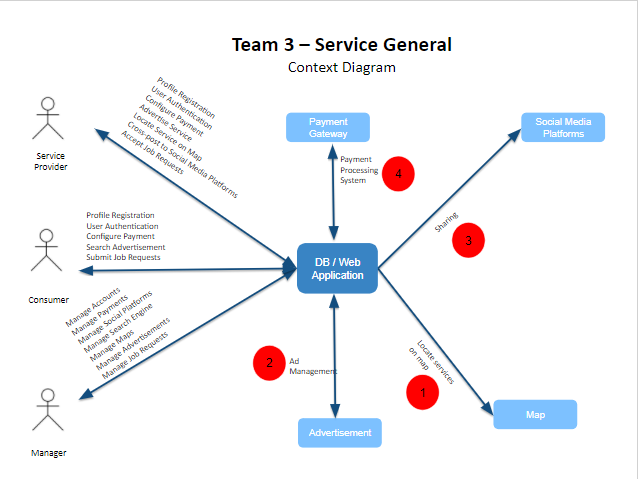 Team 3 – Service General
Context Diagram
Profile Registration
User Authentication
Configure Payment
Advertise Service
Locate Service on Map
Cross-post to Social Media Platforms
Accept Job Requests
Service
Provider
Payment
Gateway
Social Media
Platforms
Payment
Processing
System
4
Profile Registration
User Authentication
Configure Payment
Search Advertisement
Submit Job Requests
Consumer
DB / Web
Application
Sharing
3
Manage Accounts
Manage Payments
Manage Social Platforms
Manage Search Engine
Manage Maps
Manage Advertisements
Manage Job Requests
Manager
2
Ad
Management
Locate services
on map
1
Advertisement
Map